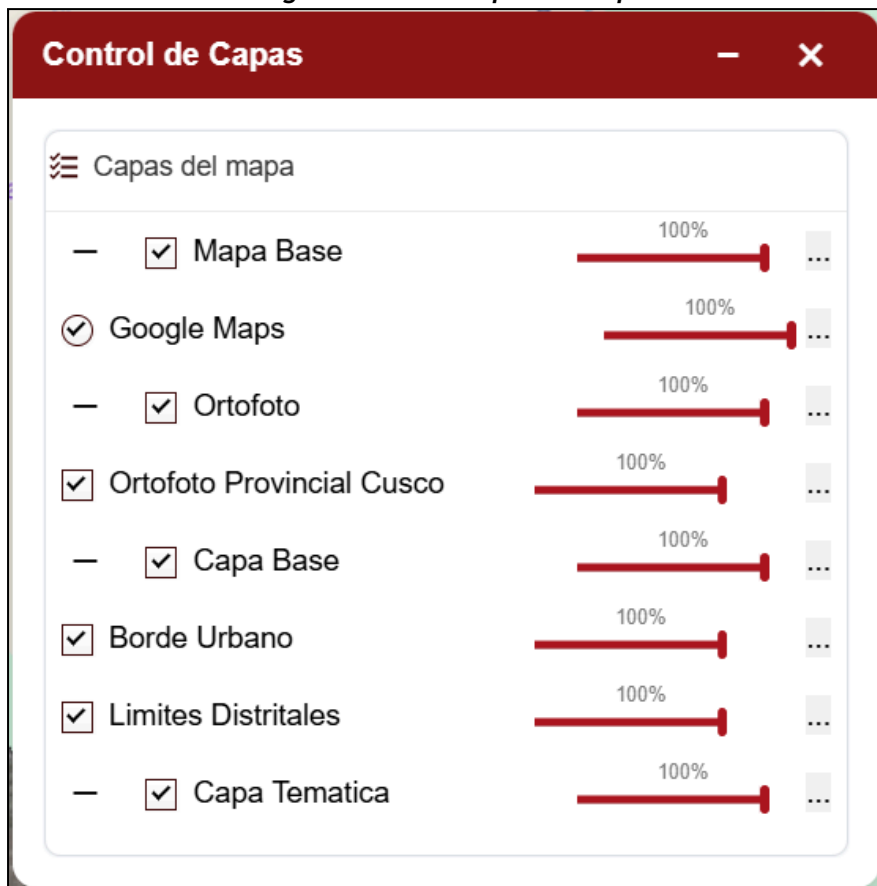 Control de Capas
Capas del mapa
Mapa Base 100% ...
Google Maps 100% ...
Ortofoto 100% ...
Ortofoto Provincial Cusco 100% ...
Capa Base 100% ...
Borde Urbano 100% ...
Limites Distritales 100% ...
Capa Tematica 100% ...